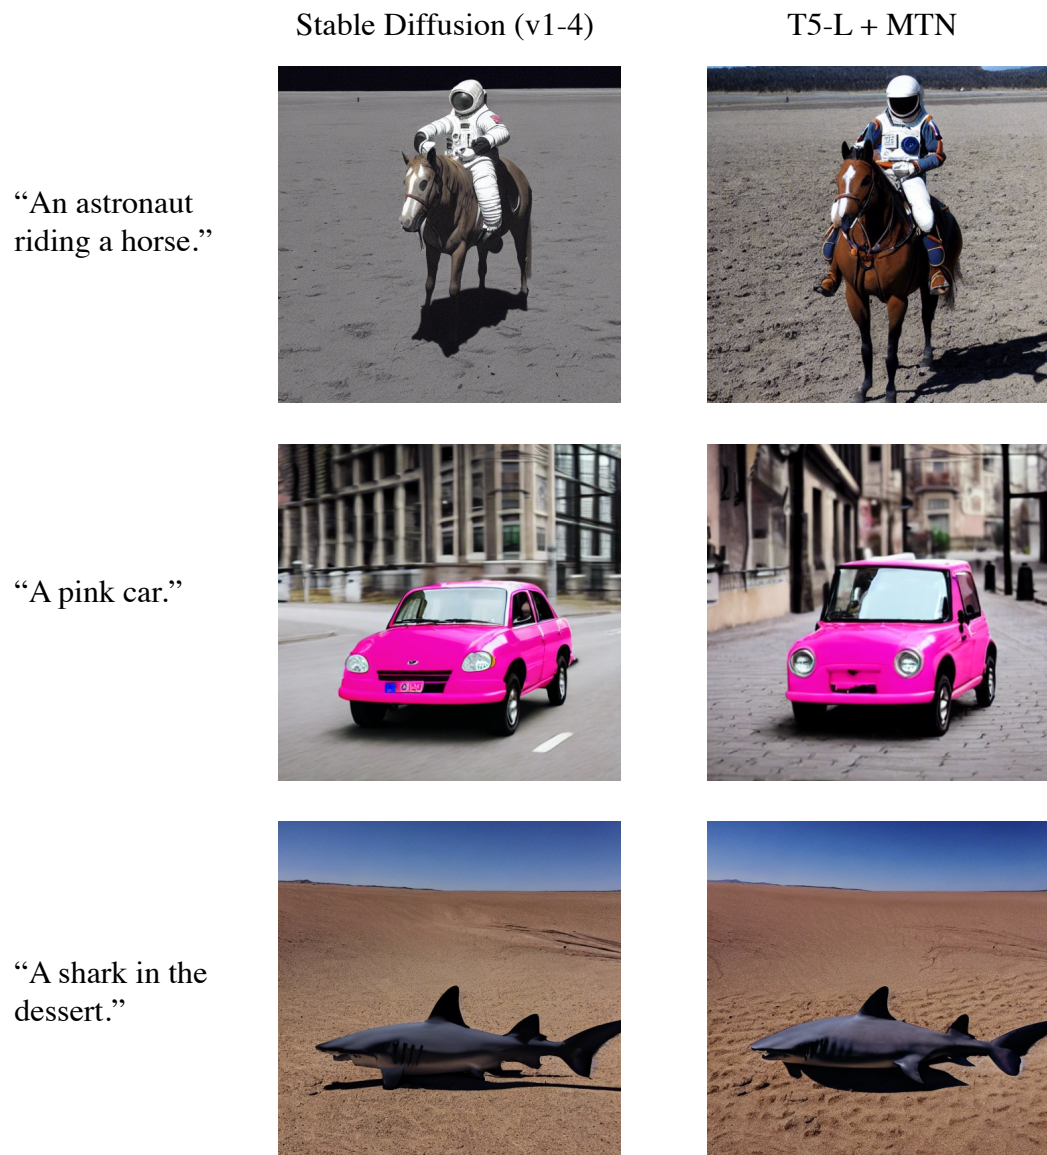 Stable Diffusion (v1-4)
T5-L + MTN
“An astronaut
riding a horse.”
“A pink car.”
“A shark in the
dessert.”